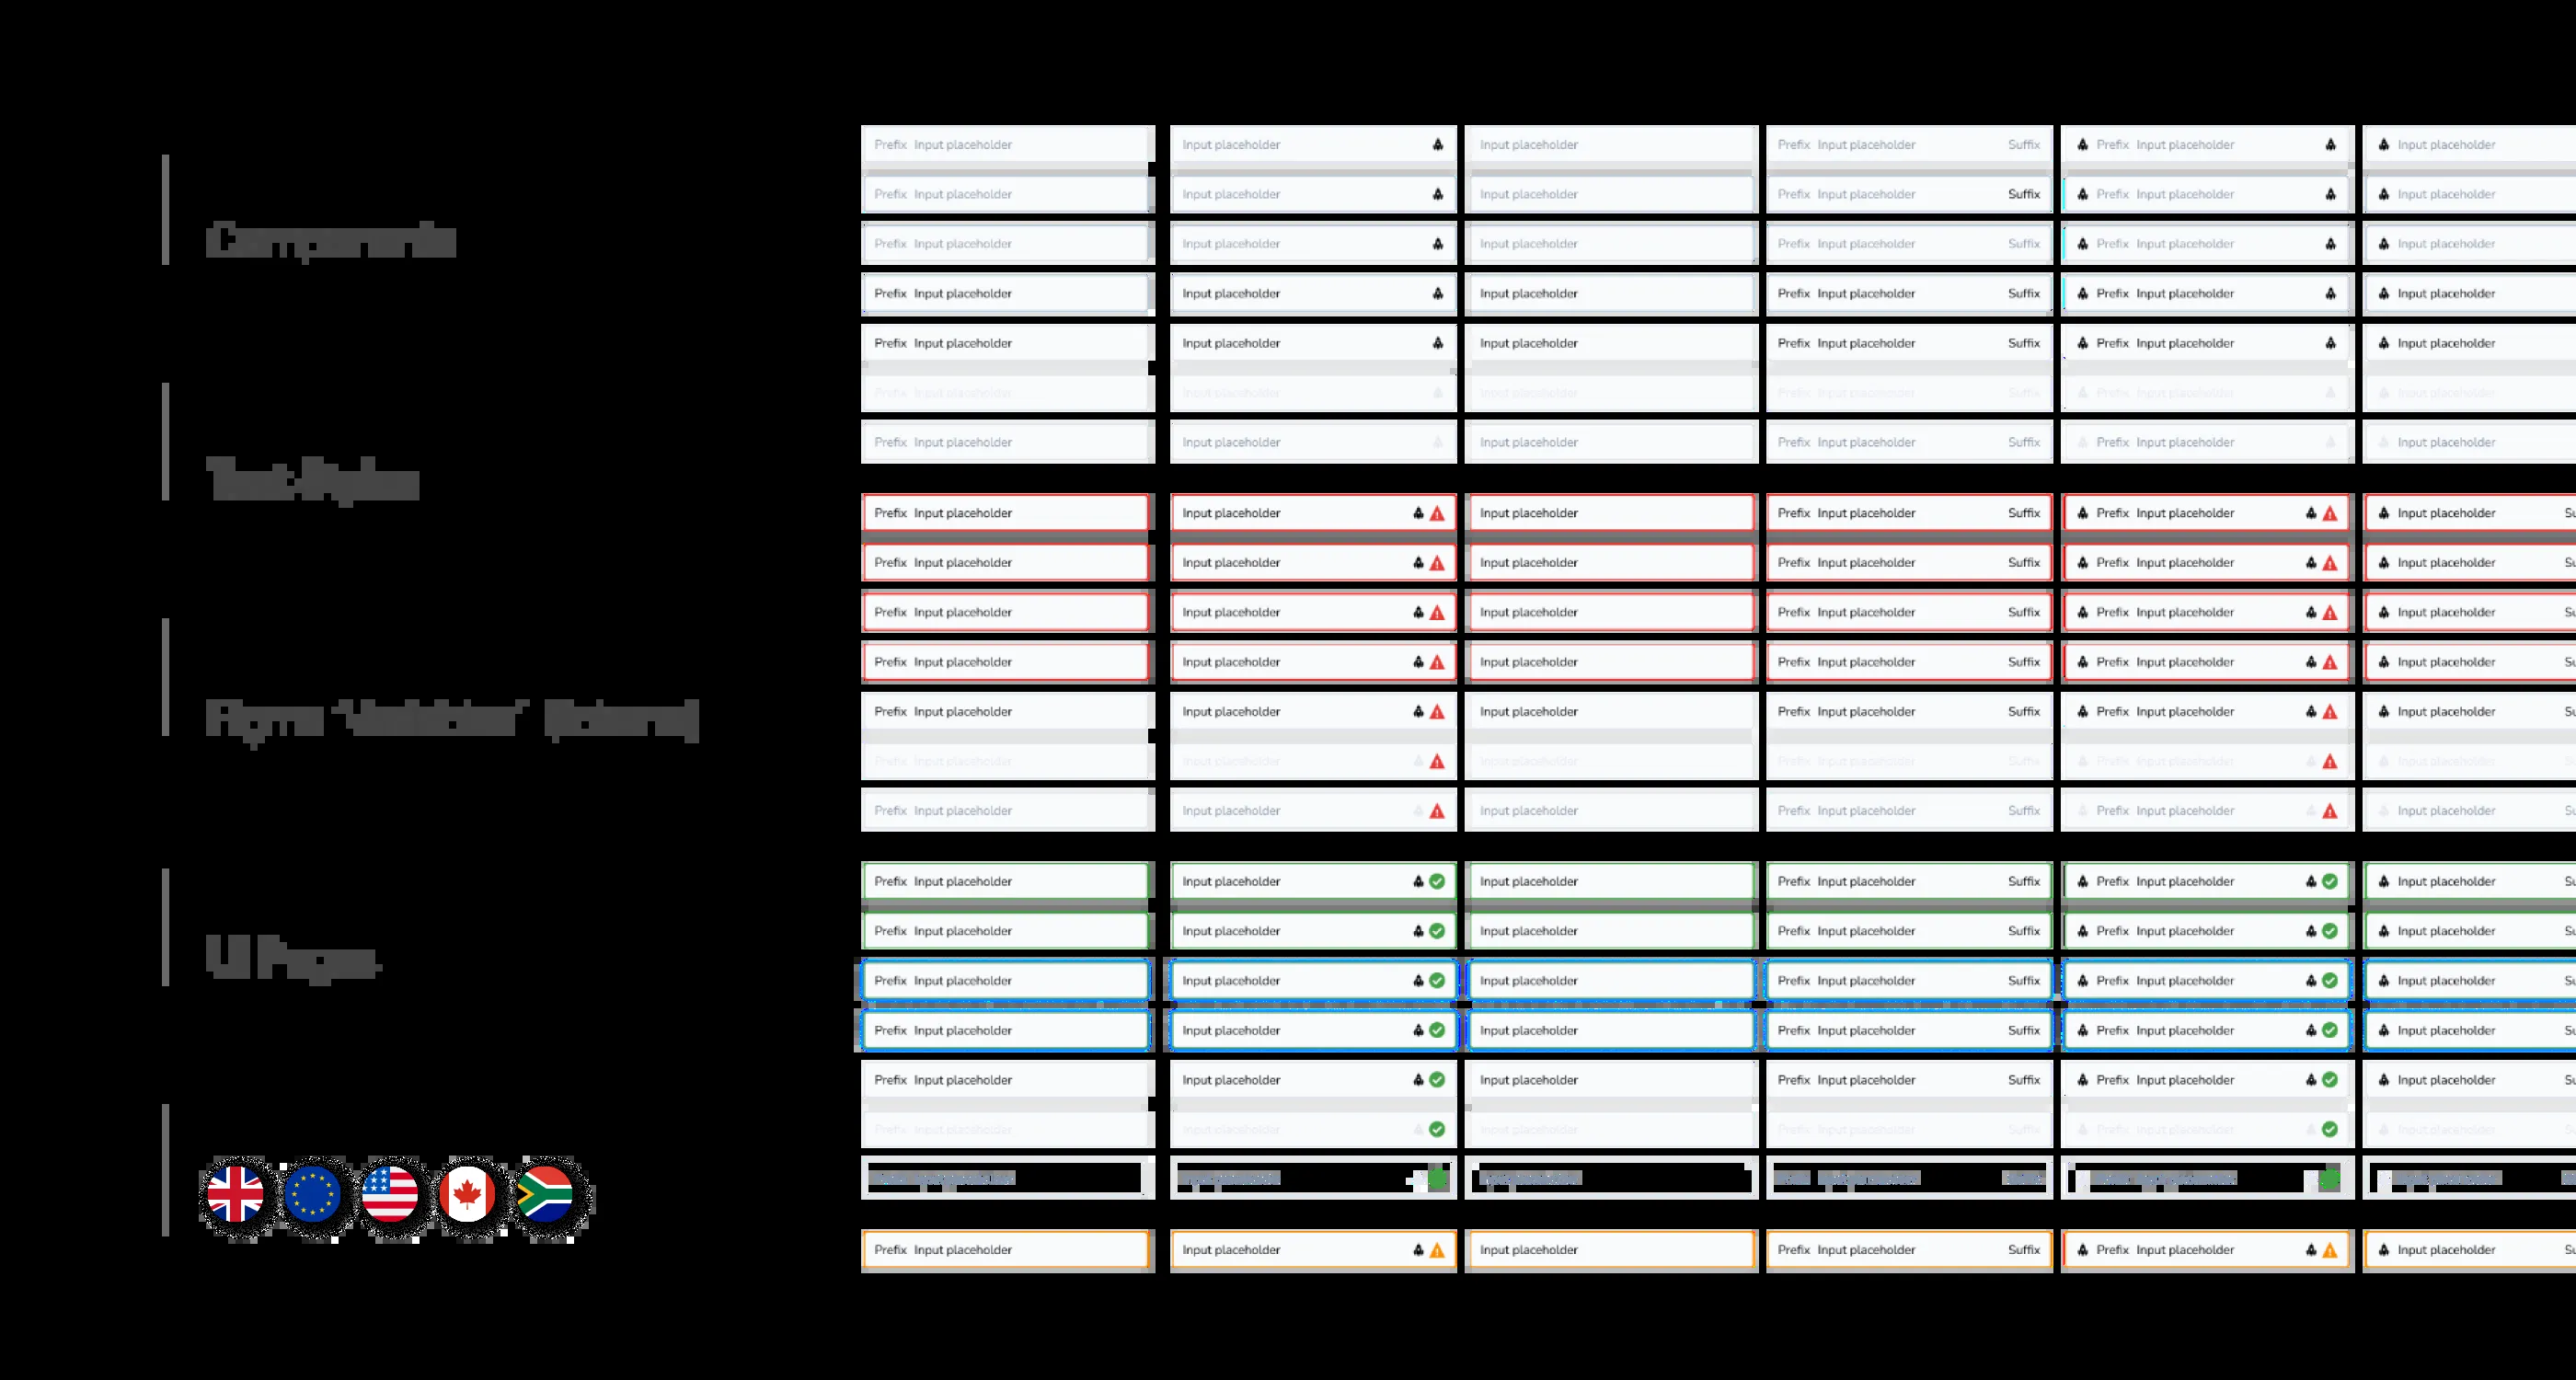 Components
Text Styles
Figma "Variables" (tokens)
UI Pages
Prefix Input placeholder Input placeholder Input placeholder Prefix Input placeholder Suffix Prefix Input placeholder Input placeholder
Prefix Input placeholder Input placeholder Input placeholder Prefix Input placeholder Suffix Prefix Input placeholder Input placeholder
Prefix Input placeholder Input placeholder Input placeholder Prefix Input placeholder Suffix Prefix Input placeholder Input placeholder
Prefix Input placeholder Input placeholder Input placeholder Prefix Input placeholder Suffix Prefix Input placeholder Input placeholder
Prefix Input placeholder Input placeholder Input placeholder Prefix Input placeholder Suffix Prefix Input placeholder Input placeholder
Prefix Input placeholder Input placeholder Input placeholder Prefix Input placeholder Suffix Prefix Input placeholder Input placeholder
Prefix Input placeholder Input placeholder Input placeholder Prefix Input placeholder Suffix Prefix Input placeholder Input placeholder
Prefix Input placeholder Input placeholder Input placeholder Prefix Input placeholder Suffix Prefix Input placeholder Input placeholder Su
Prefix Input placeholder Input placeholder Input placeholder Prefix Input placeholder Suffix Prefix Input placeholder Input placeholder Su
Prefix Input placeholder Input placeholder Input placeholder Prefix Input placeholder Suffix Prefix Input placeholder Input placeholder Su
Prefix Input placeholder Input placeholder Input placeholder Prefix Input placeholder Suffix Prefix Input placeholder Input placeholder Su
Prefix Input placeholder Input placeholder Input placeholder Prefix Input placeholder Suffix Prefix Input placeholder Input placeholder Su
Prefix Input placeholder Input placeholder Input placeholder Prefix Input placeholder Suffix Prefix Input placeholder Input placeholder Su
Prefix Input placeholder Input placeholder Input placeholder Prefix Input placeholder Suffix Prefix Input placeholder Input placeholder Su
Prefix Input placeholder Input placeholder Input placeholder Prefix Input placeholder Suffix Prefix Input placeholder Input placeholder Su
Prefix Input placeholder Input placeholder Input placeholder Prefix Input placeholder Suffix Prefix Input placeholder Input placeholder Su
Prefix Input placeholder Input placeholder Input placeholder Prefix Input placeholder Suffix Prefix Input placeholder Input placeholder Su
Prefix Input placeholder Input placeholder Input placeholder Prefix Input placeholder Suffix Prefix Input placeholder Input placeholder Su
Prefix Input placeholder Input placeholder Input placeholder Prefix Input placeholder Suffix Prefix Input placeholder Input placeholder Su
Prefix Input placeholder Input placeholder Input placeholder Prefix Input placeholder Suffix Prefix Input placeholder Input placeholder Su
Prefix Input placeholder Input placeholder Input placeholder Prefix Input placeholder Suffix Prefix Input placeholder Input placeholder Su